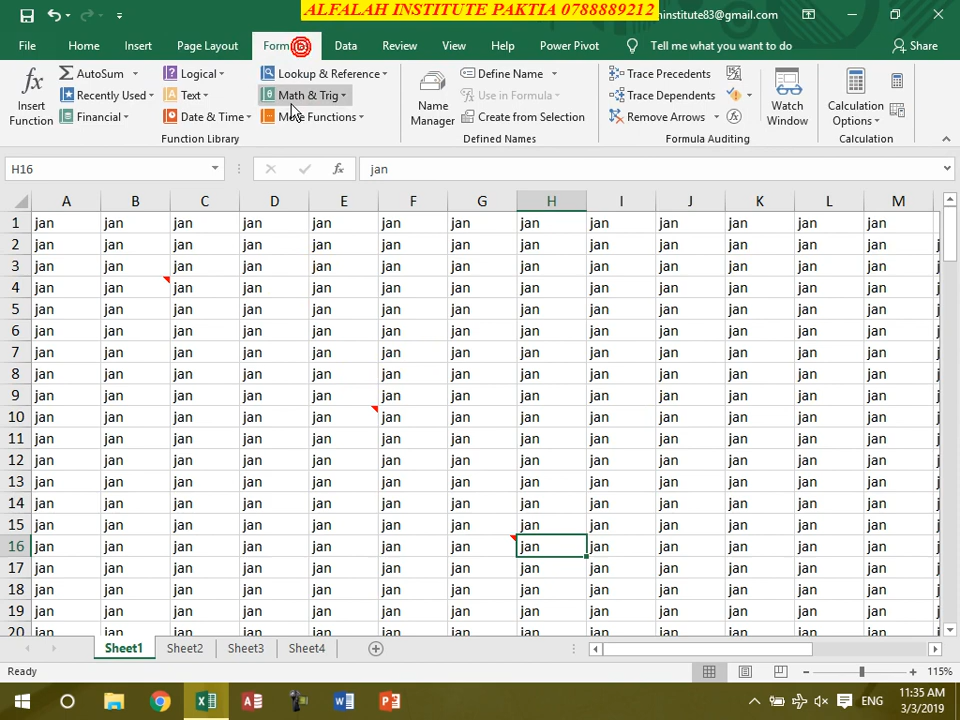 ALFALAH INSTITUTE PAKTIA 0788889212
ninstitute83@gmail.com
File Home Insert Page Layout Form Data Review View Help Power Pivot Tell me what you want to do Share
Insert Function
AutoSum
Recently Used
Financial
Logical
Text
Date & Time
Lookup & Reference
Math & Trig
More Functions
Function Library
Name Manager
Define Name
Use in Formula
Create from Selection
Defined Names
Trace Precedents
Trace Dependents
Remove Arrows
Formula Auditing
Watch Window
Calculation Options
Calculation
H16 fx jan
A B C D E F G H I J K L M
1 jan jan jan jan jan jan jan jan jan jan jan jan jan
2 jan jan jan jan jan jan jan jan jan jan jan jan jan j
3 jan jan jan jan jan jan jan jan jan jan jan jan jan j
4 jan jan jan jan jan jan jan jan jan jan jan jan jan j
5 jan jan jan jan jan jan jan jan jan jan jan jan jan j
6 jan jan jan jan jan jan jan jan jan jan jan jan jan j
7 jan jan jan jan jan jan jan jan jan jan jan jan jan j
8 jan jan jan jan jan jan jan jan jan jan jan jan jan j
9 jan jan jan jan jan jan jan jan jan jan jan jan jan j
10 jan jan jan jan jan jan jan jan jan jan jan jan jan j
11 jan jan jan jan jan jan jan jan jan jan jan jan jan j
12 jan jan jan jan jan jan jan jan jan jan jan jan jan j
13 jan jan jan jan jan jan jan jan jan jan jan jan jan j
14 jan jan jan jan jan jan jan jan jan jan jan jan jan j
15 jan jan jan jan jan jan jan jan jan jan jan jan jan j
16 jan jan jan jan jan jan jan jan jan jan jan jan jan j
17 jan jan jan jan jan jan jan jan jan jan jan jan jan j
18 jan jan jan jan jan jan jan jan jan jan jan jan jan j
19 jan jan jan jan jan jan jan jan jan jan jan jan jan j
20 jan jan jan jan jan jan jan jan jan jan jan jan jan j
Sheet1 Sheet2 Sheet3 Sheet4
Ready 115%
ENG 11:35 AM
3/3/2019